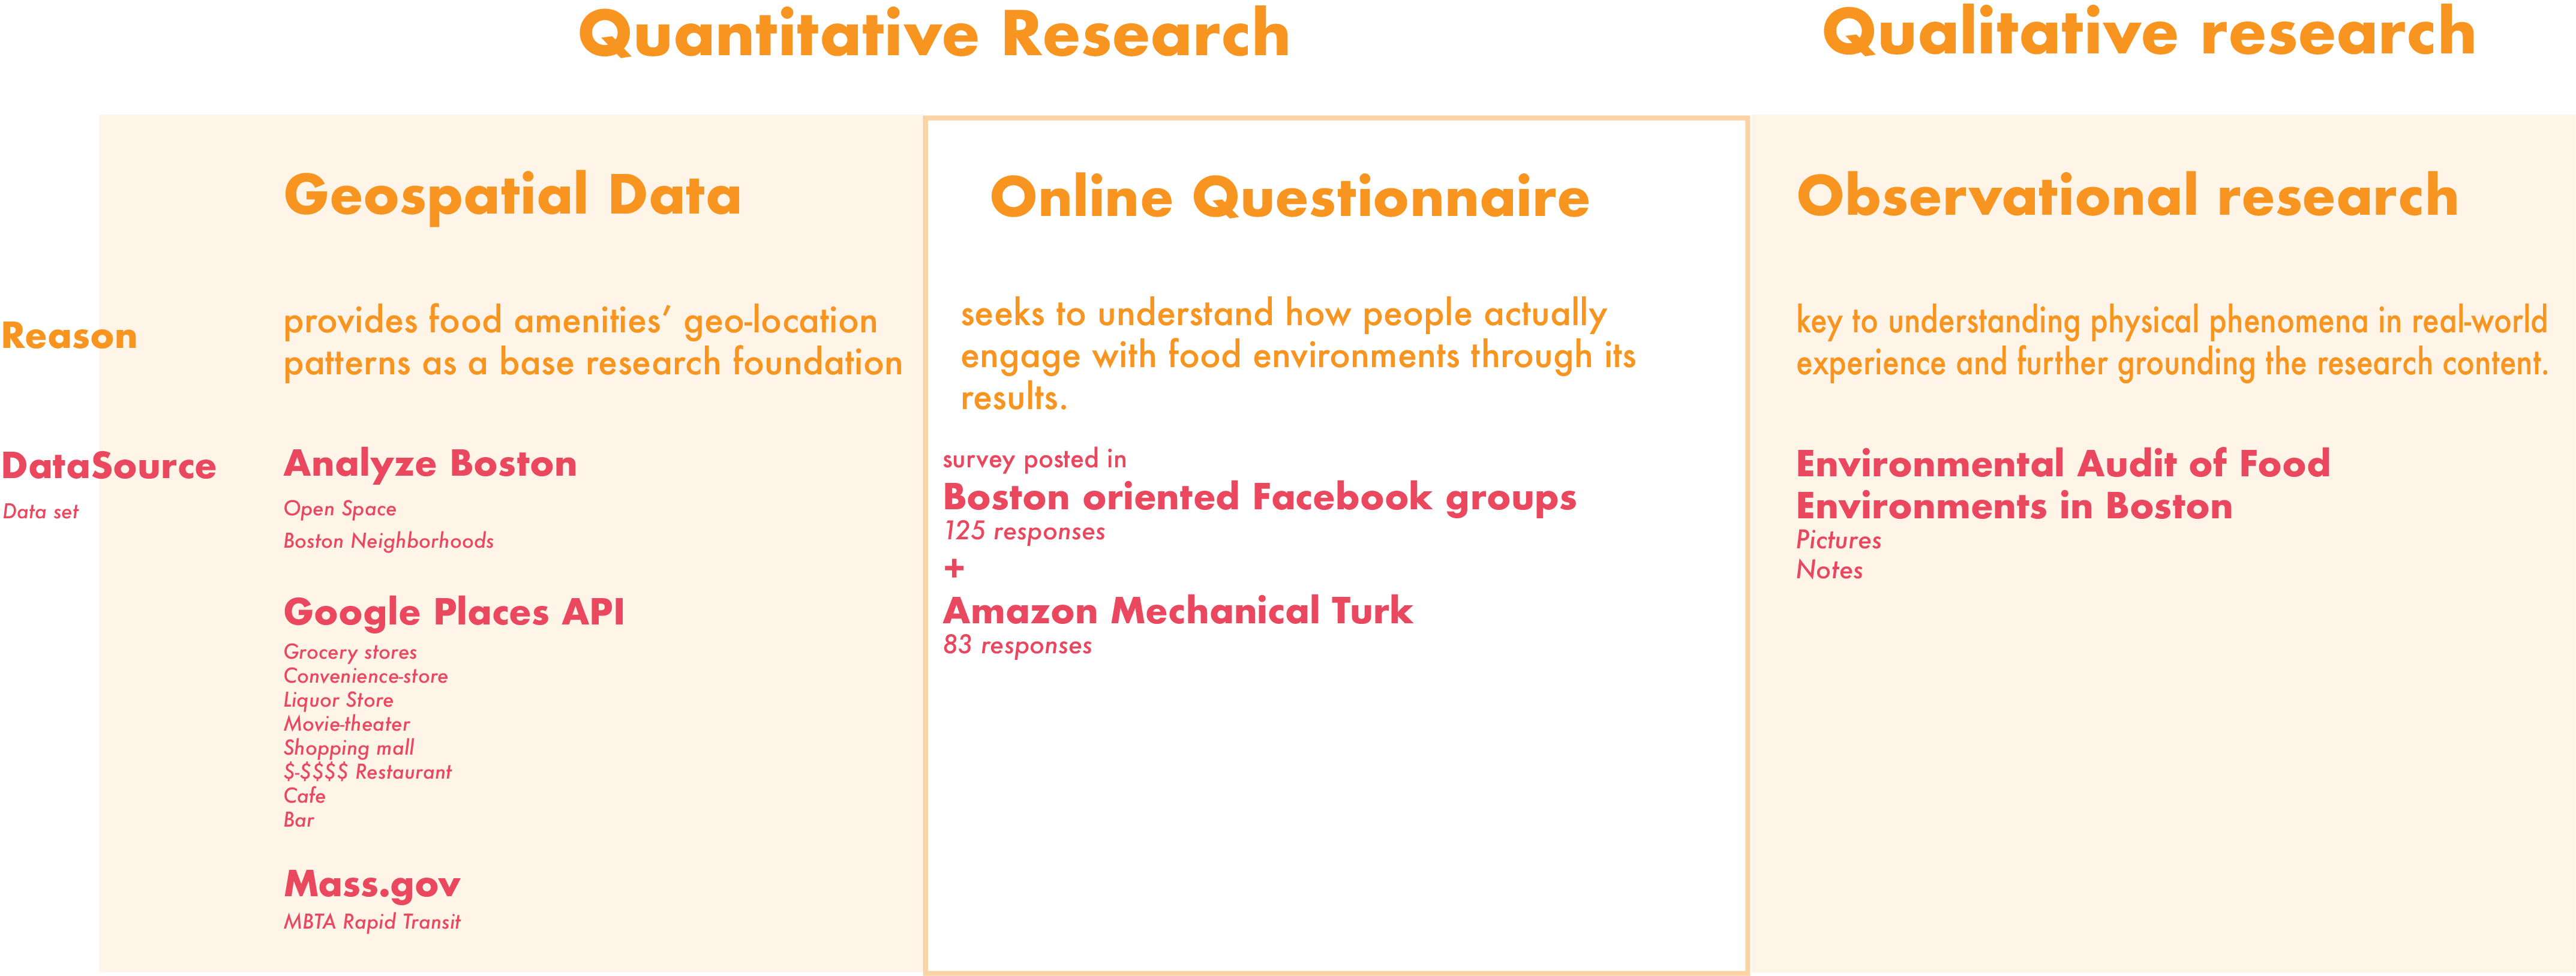 Quantitative Research
Qualitative research
Geospatial Data
Online Questionnaire
Observational research
Reason
provides food amenities’ geo-location
patterns as a base research foundation
seeks to understand how people actually
engage with food environments through its
results.
key to understanding physical phenomena in real-world
experience and further grounding the research content.
DataSource
Data set
Analyze Boston
Open Space
Boston Neighborhoods
Google Places API
Grocery stores
Convenience-store
Liquor Store
Movie-theater
Shopping mall
$-$$$$ Restaurant
Cafe
Bar
Mass.gov
MBTA Rapid Transit
survey posted in
Boston oriented Facebook groups
125 responses
+
Amazon Mechanical Turk
83 responses
Environmental Audit of Food
Environments in Boston
Pictures
Notes